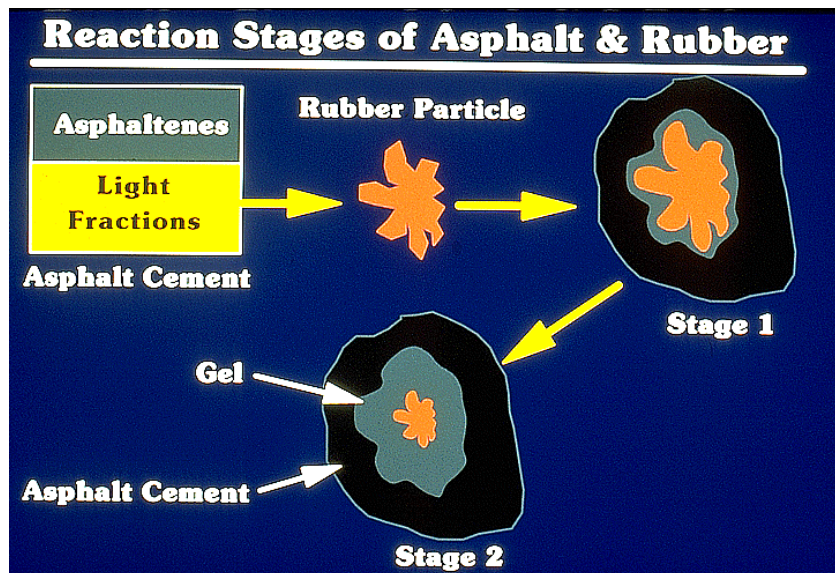 Reaction Stages of Asphalt & Rubber
Asphaltenes
Light
Fractions
Asphalt Cement
Rubber Particle
Stage 1
Gel
Asphalt Cement
Stage 2